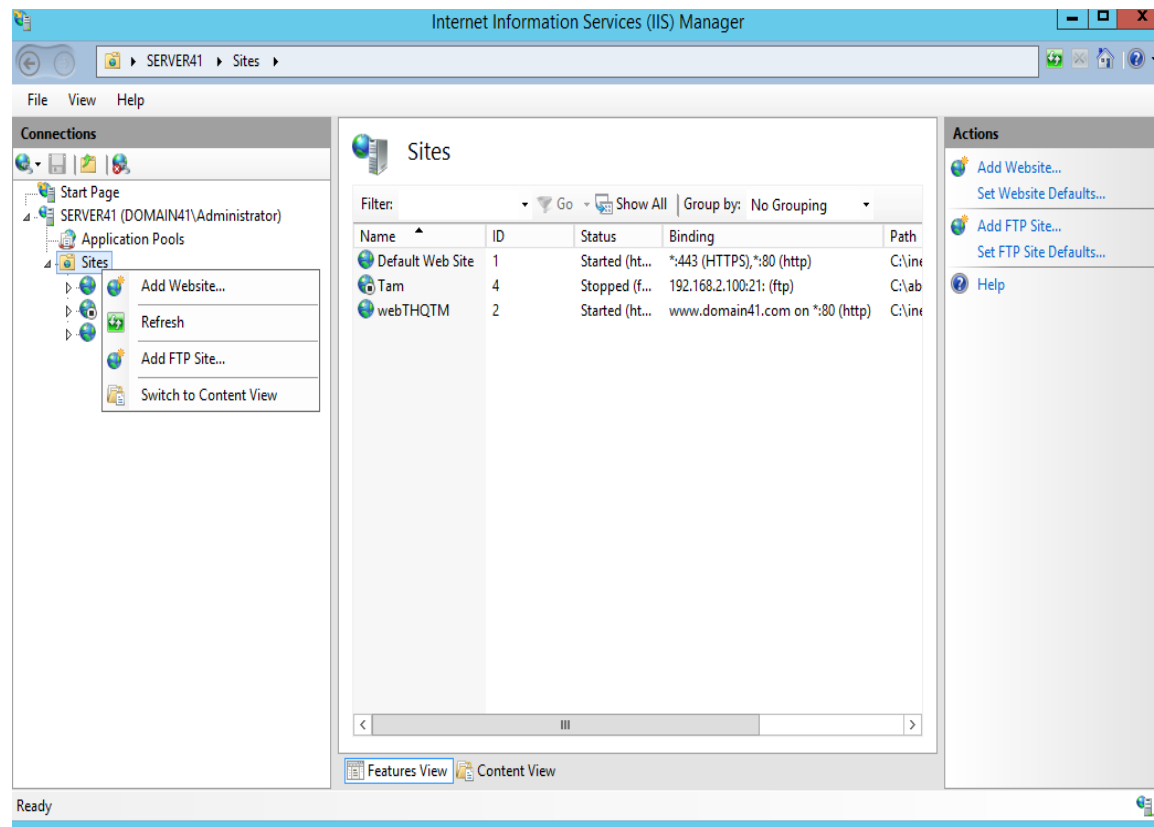 Internet Information Services (IIS) Manager
SERVER41 Sites
File View Help
Connections
Start Page
SERVER41 (DOMAIN41\Administrator)
Application Pools
Sites
Add Website...
Refresh
Add FTP Site...
Switch to Content View
Sites
Filter: Go Show All Group by: No Grouping
Name ID Status Binding Path
Default Web Site 1 Started (ht... *:443 (HTTPS),*:80 (http) C:\ine
Tam 4 Stopped (f... 192.168.2.100:21: (ftp) C:\ab
webTHQTM 2 Started (ht... www.domain41.com on *:80 (http) C:\ine
Features View Content View
Actions
Add Website...
Set Website Defaults...
Add FTP Site...
Set FTP Site Defaults...
Help
Ready